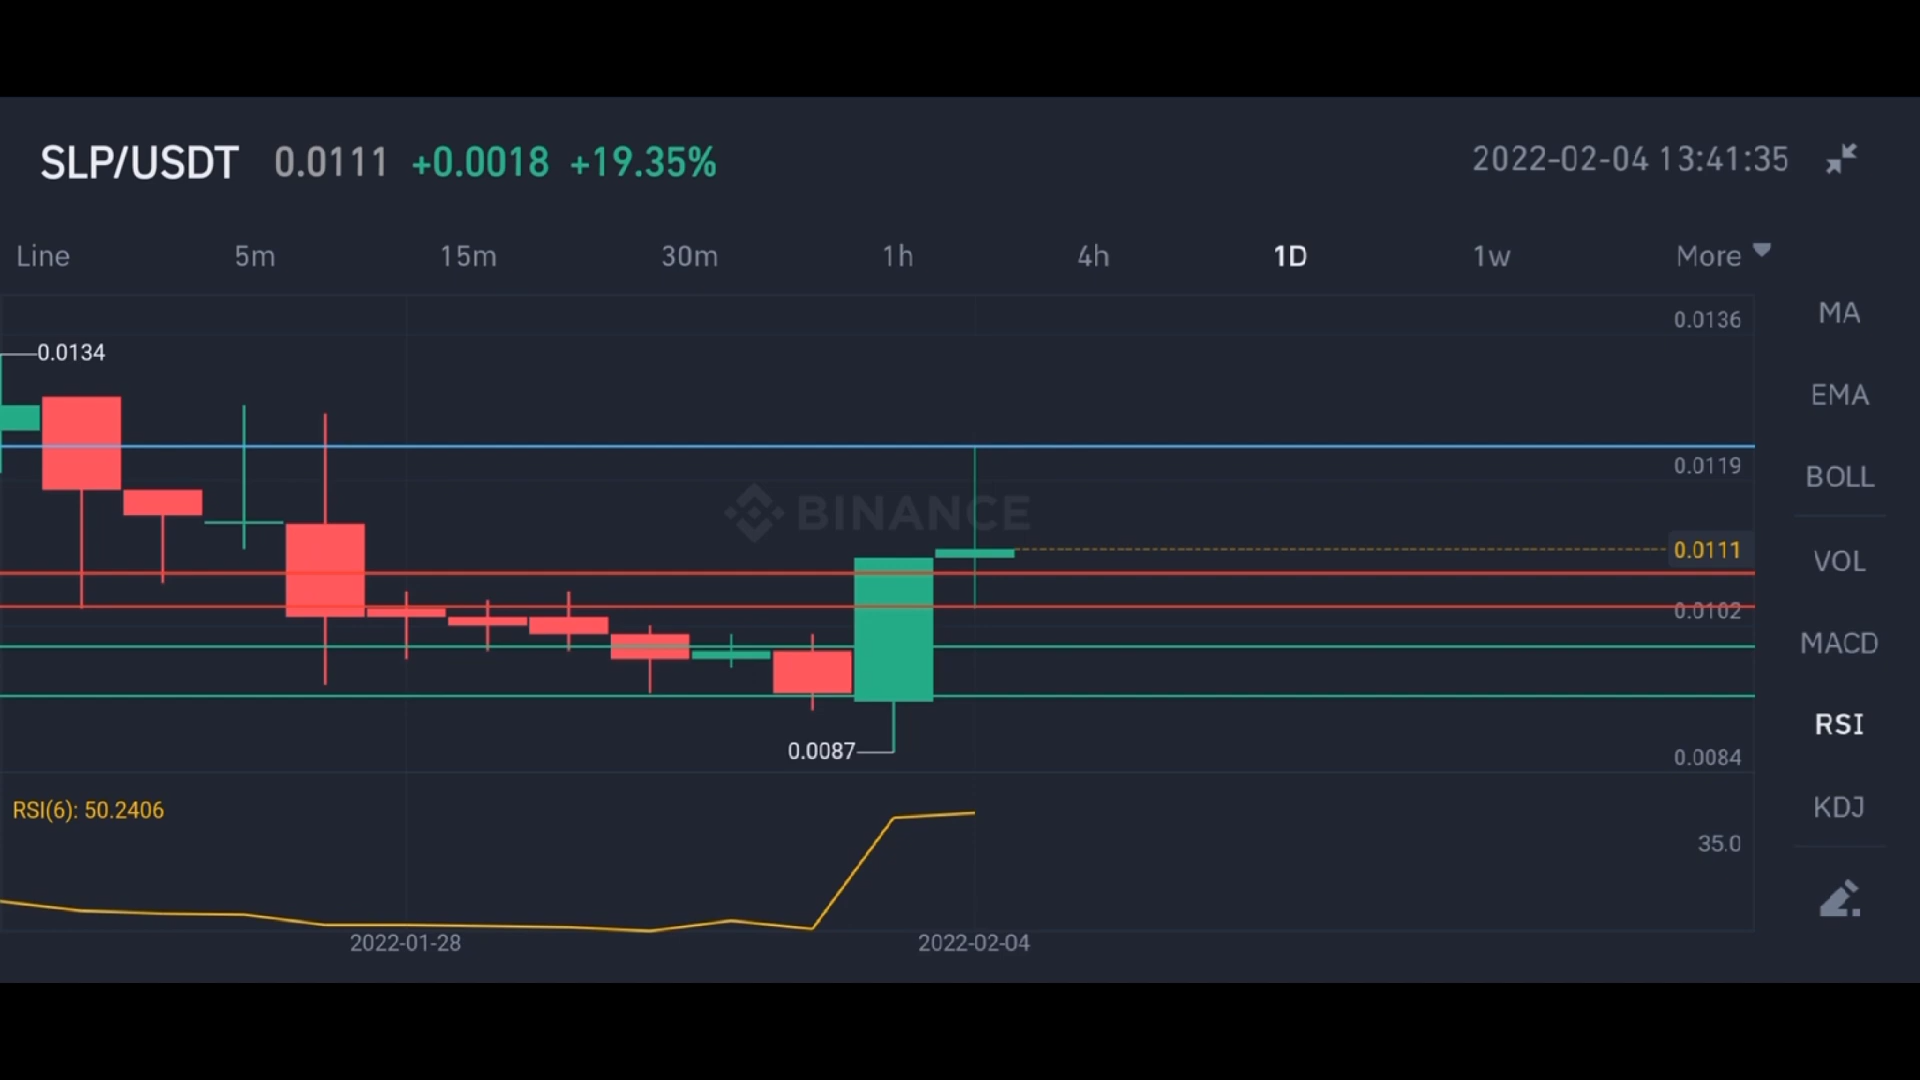 SLP/USDT 0.0111 +0.0018 +19.35% 2022-02-04 13:41:35
Line 5m 15m 30m 1h 4h 1D 1w More
MA
0.0136
0.0134
EMA
0.0119
BOLL
BINANCE
0.0111
VOL
0.0102
MACD
RSI
0.0087
0.0084
RSI(6): 50.2406
KDJ
35.0
2022-01-28 2022-02-04